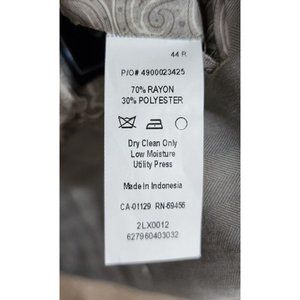 44 R
P/O# 4900023425
70% RAYON
30% POLYESTER
Dry Clean Only
Low Moisture
Utility Press
Made in Indonesia
CA-01129 RN-69456
2LX0012
627960403032